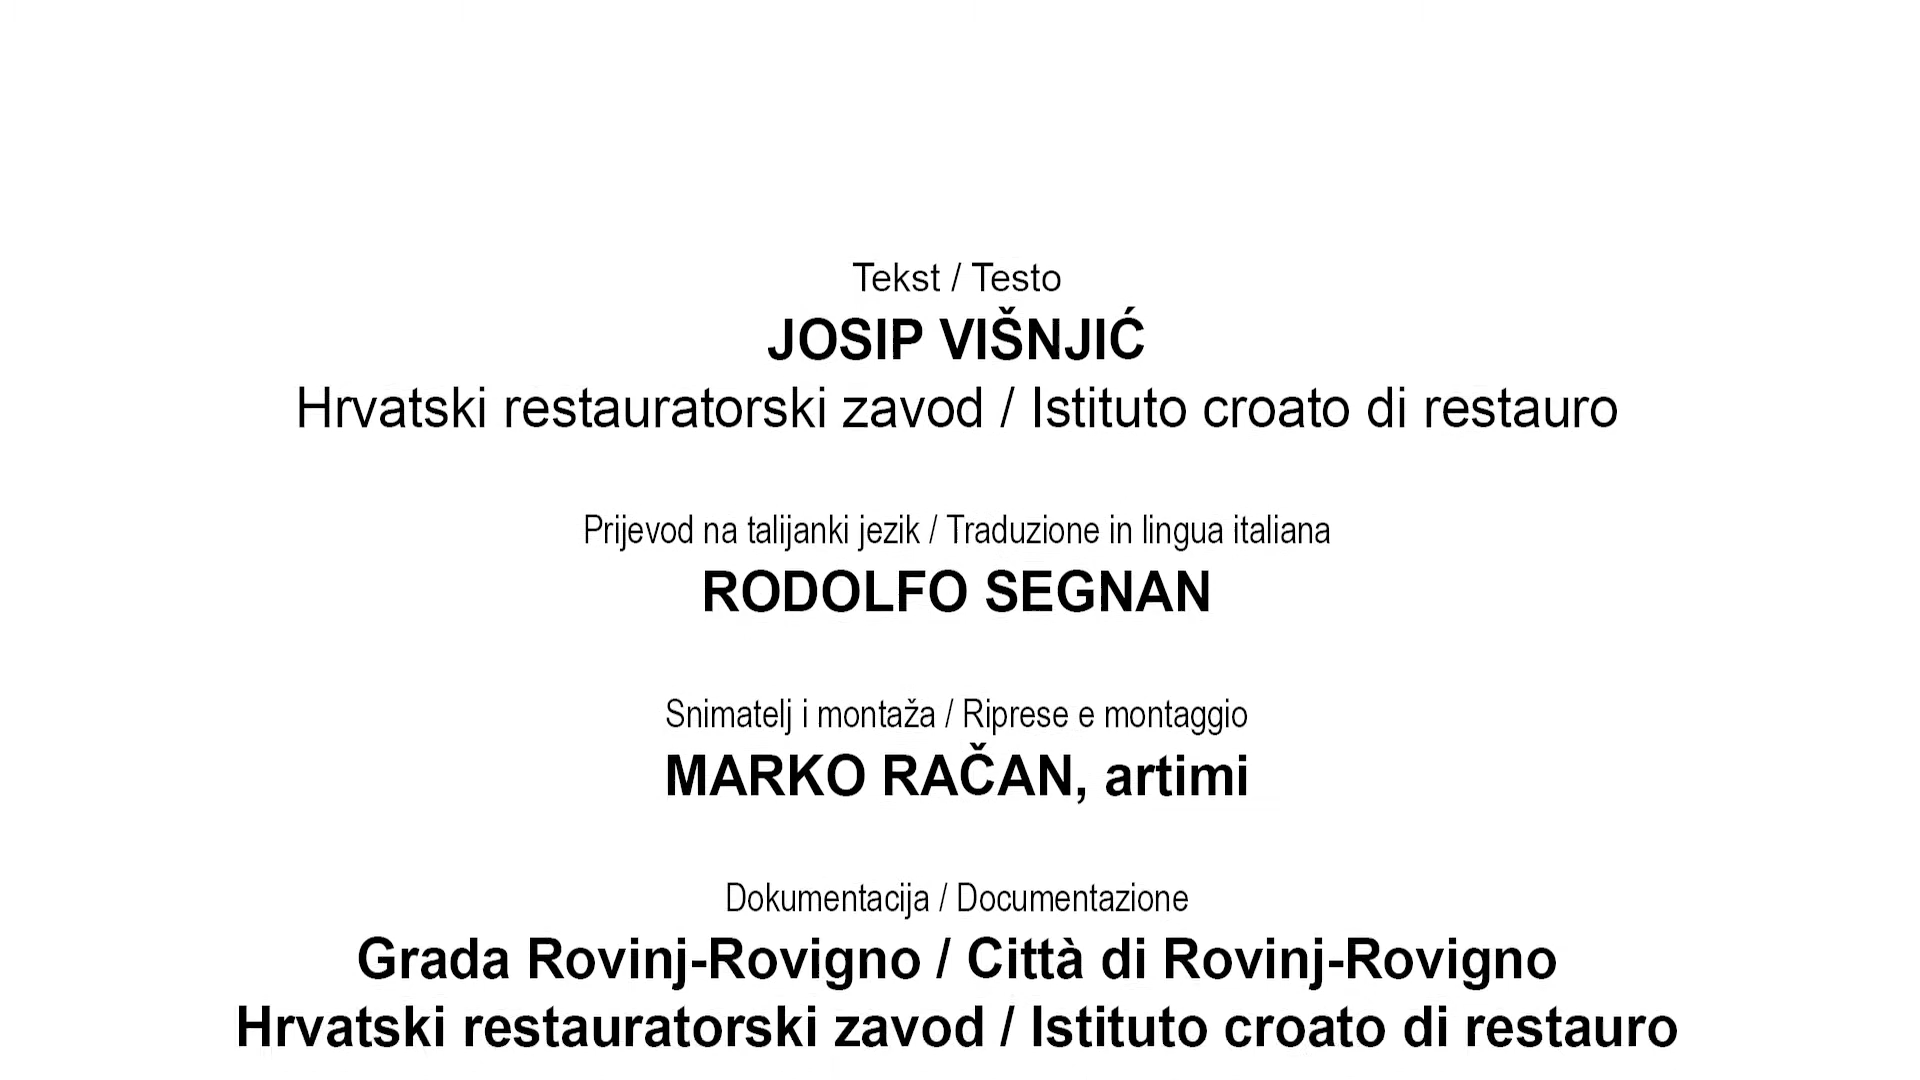 Tekst / Testo
JOSIP VIŠNJIĆ
Hrvatski restauratorski zavod / Istituto croato di restauro
Prijevod na talijanki jezik / Traduzione in lingua italiana
RODOLFO SEGNAN
Snimatelj i montaža / Riprese e montaggio
MARKO RAČAN, artimi
Dokumentacija / Documentazione
Grada Rovinj-Rovigno / Città di Rovinj-Rovigno
Hrvatski restauratorski zavod / Istituto croato di restauro